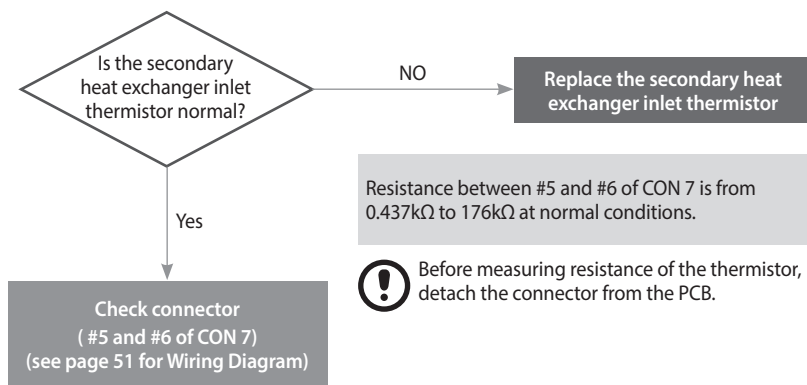 Is the secondary
heat exchanger inlet
thermistor normal?
NO
Replace the secondary heat
exchanger inlet thermistor
Resistance between #5 and #6 of CON 7 is from
0.437kΩ to 176kΩ at normal conditions.
Yes
Before measuring resistance of the thermistor,
detach the connector from the PCB.
Check connector
( #5 and #6 of CON 7)
(see page 51 for Wiring Diagram)